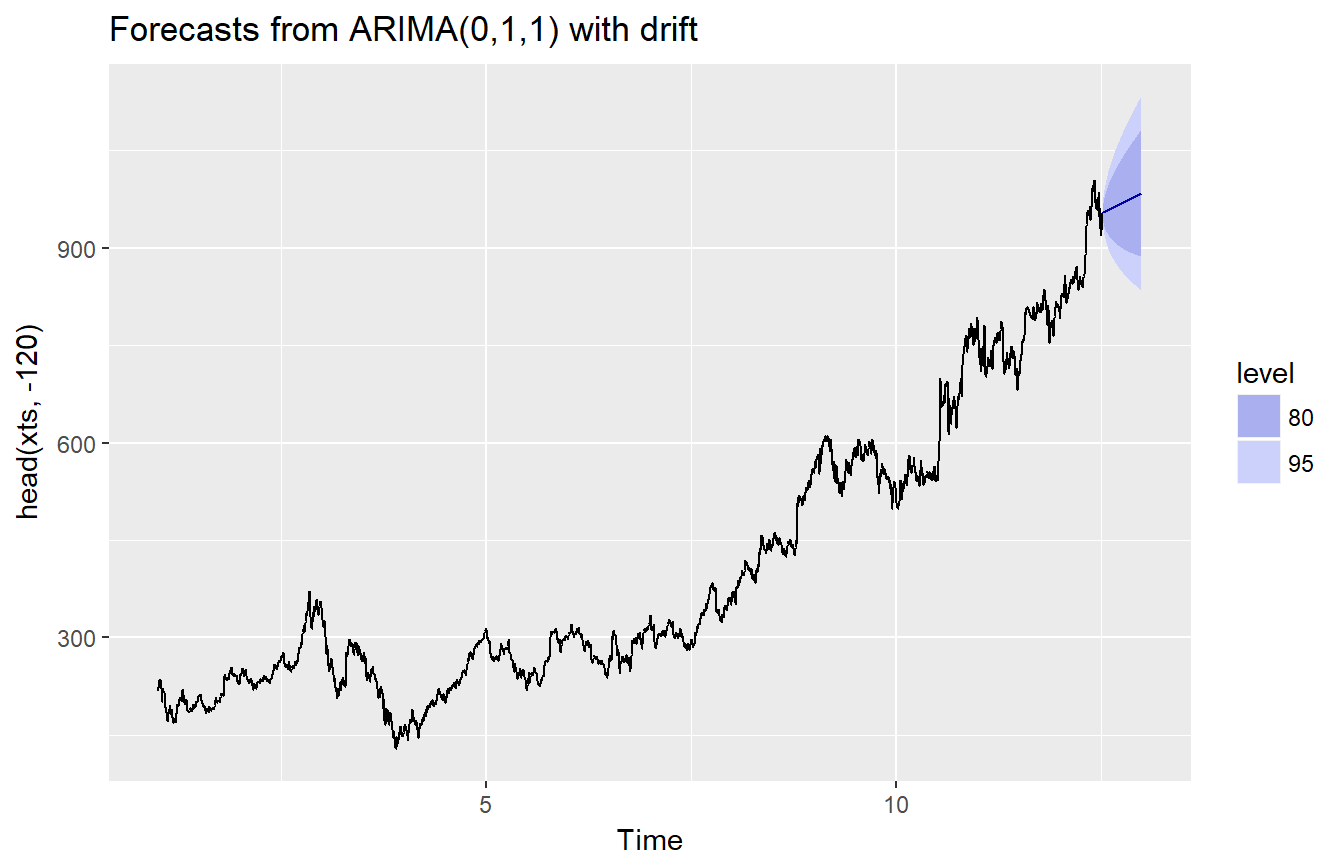 Forecasts from ARIMA(0,1,1) with drift
head(xts, -120)
900
600
300
5
10
Time
level
80
95